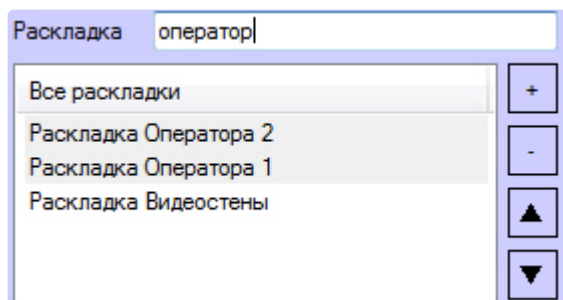 Раскладка оператор
Все раскладки +
Раскладка Оператора 2
-
Раскладка Оператора 1
Раскладка Видеостены